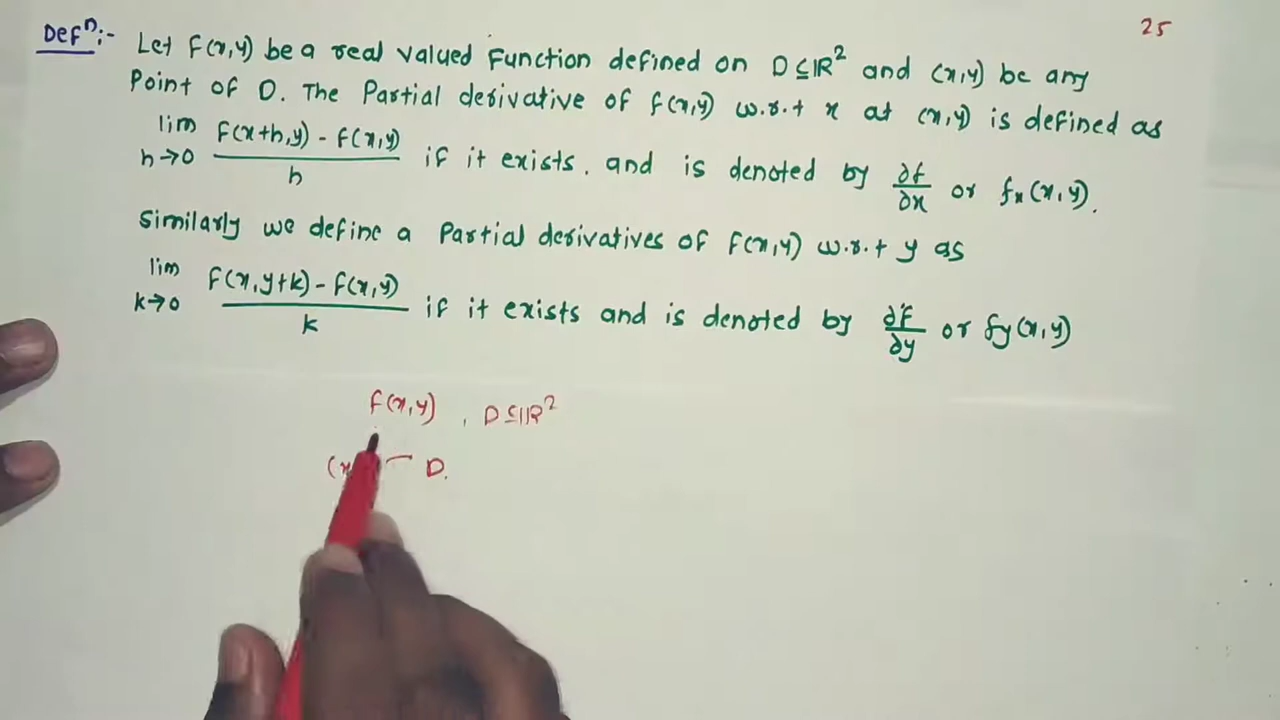 25
Defⁿ:- Let f(x,y) be a real valued Function defined on D ⊆ ℝ² and (x,y) be any
Point of D. The Partial derivative of f(x,y) w.r.t x at (x,y) is defined as
lim h→0 (f(x+h,y) - f(x,y))/h if it exists. and is denoted by ∂f/∂x or fx(x,y).
Similarly we define a Partial derivatives of f(x,y) w.r.t y as
lim k→0 (f(x,y+k) - f(x,y))/k if it exists and is denoted by ∂f/∂y or fy(x,y)
f(x,y) , D ⊆ ℝ²
(x — D.